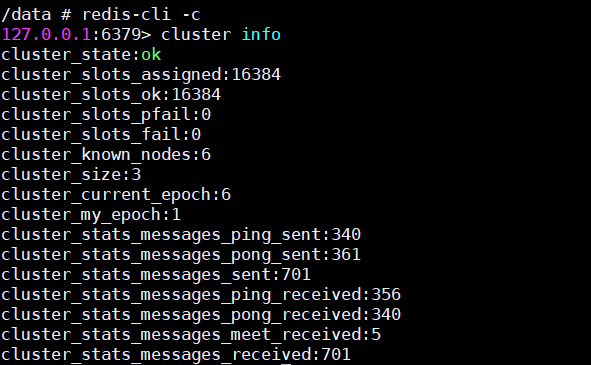 /data # redis-cli -c
127.0.0.1:6379> cluster info
cluster_state:ok
cluster_slots_assigned:16384
cluster_slots_ok:16384
cluster_slots_pfail:0
cluster_slots_fail:0
cluster_known_nodes:6
cluster_size:3
cluster_current_epoch:6
cluster_my_epoch:1
cluster_stats_messages_ping_sent:340
cluster_stats_messages_pong_sent:361
cluster_stats_messages_sent:701
cluster_stats_messages_ping_received:356
cluster_stats_messages_pong_received:340
cluster_stats_messages_meet_received:5
cluster_stats_messages_received:701